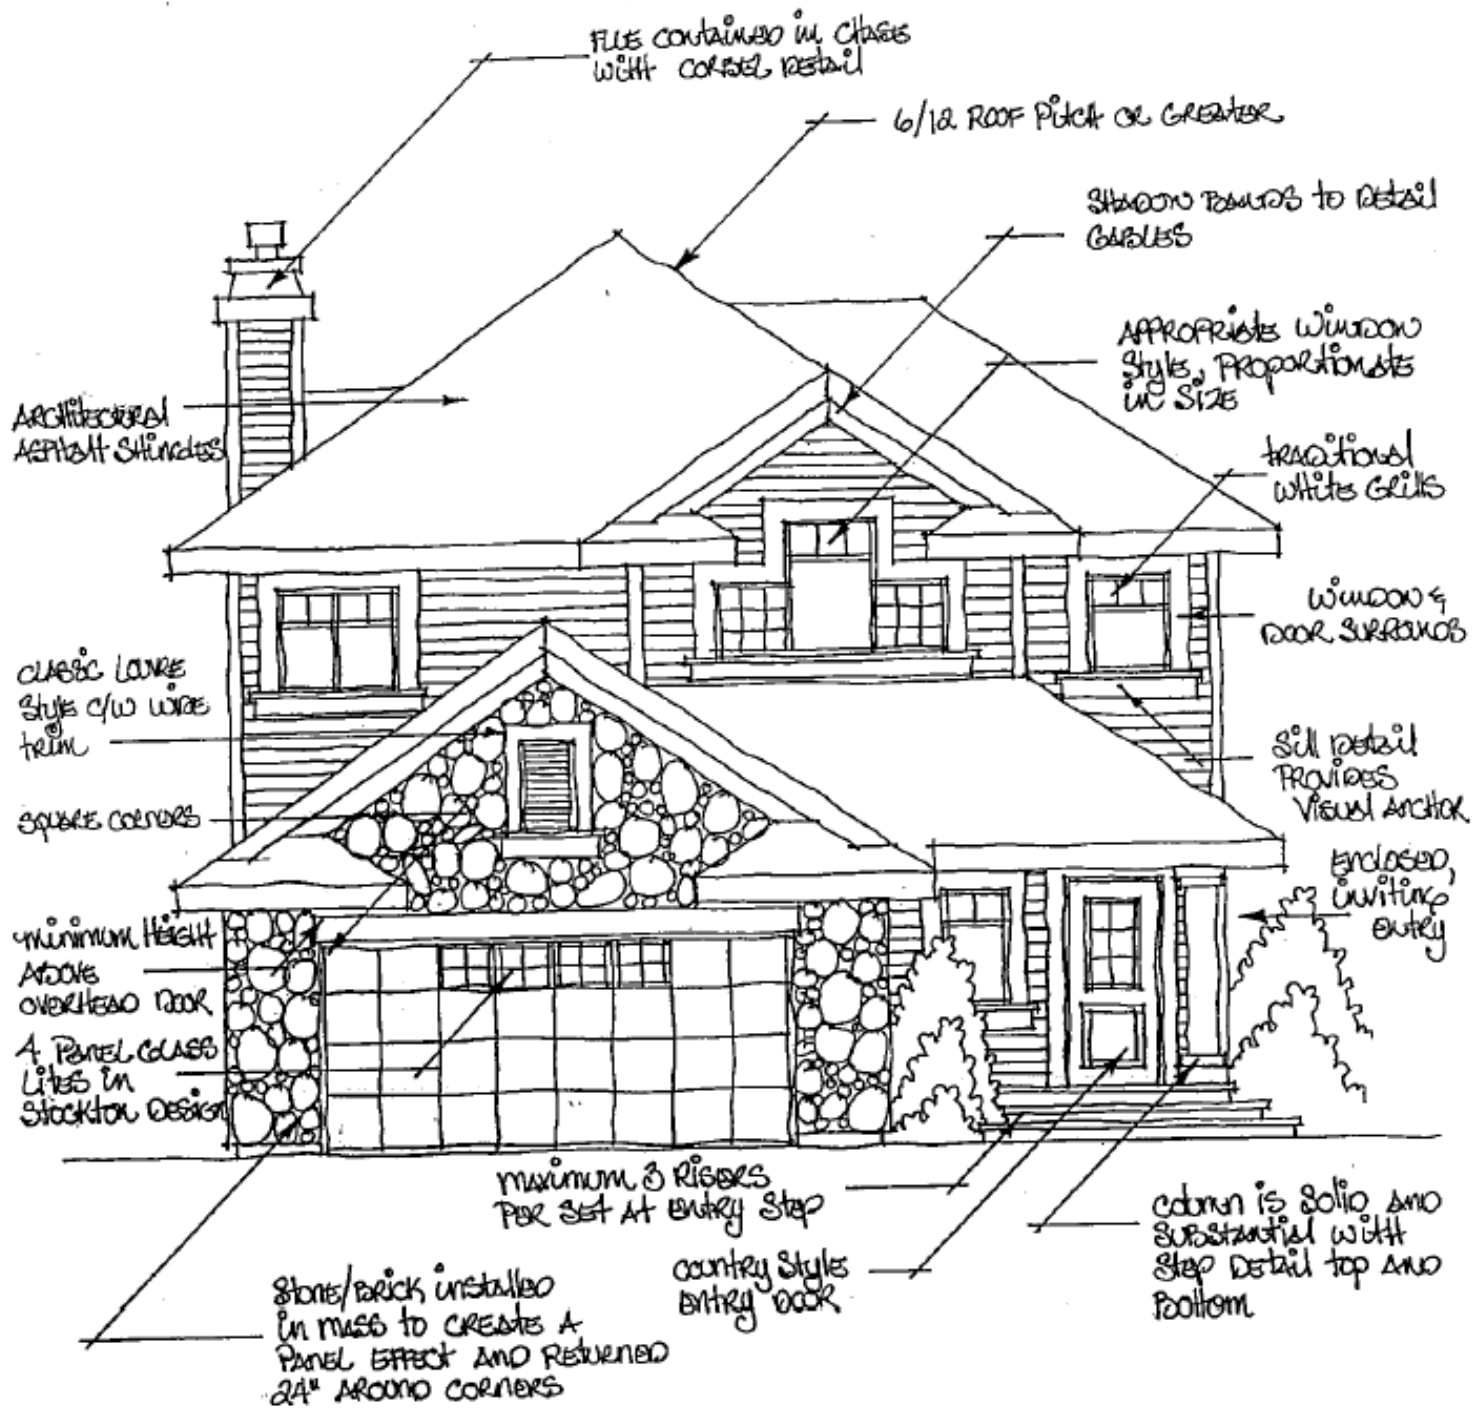 FLUE CONTAINED IN CHASE
WITH CORBEL DETAIL
6/12 ROOF PITCH OR GREATER
SHADOW BANDS TO DETAIL
GABLES
APPROPRIATE WINDOW
STYLE, PROPORTIONATE
IN SIZE
ARCHITECTURAL
ASPHALT SHINGLES
TRADITIONAL
WHITE GRILLS
WINDOW &
DOOR SURROUNDS
CLASSIC LOUVRE
STYLE C/W WIDE
TRIM
SILL DETAIL
PROVIDES
VISUAL ANCHOR
SQUARE CORNERS
ENCLOSED,
INVITING
ENTRY
MINIMUM HEIGHT
ABOVE
OVERHEAD DOOR
4 PANEL GLASS
LITES IN
STOCKTON DESIGN
MAXIMUM 3 RISERS
PER SET AT ENTRY STEP
COLUMN IS SOLID AND
SUBSTANTIAL WITH
STEP DETAIL TOP AND
BOTTOM
COUNTRY STYLE
ENTRY DOOR
STONE/BRICK INSTALLED
IN MASS TO CREATE A
PANEL EFFECT AND RETURNED
24" AROUND CORNERS